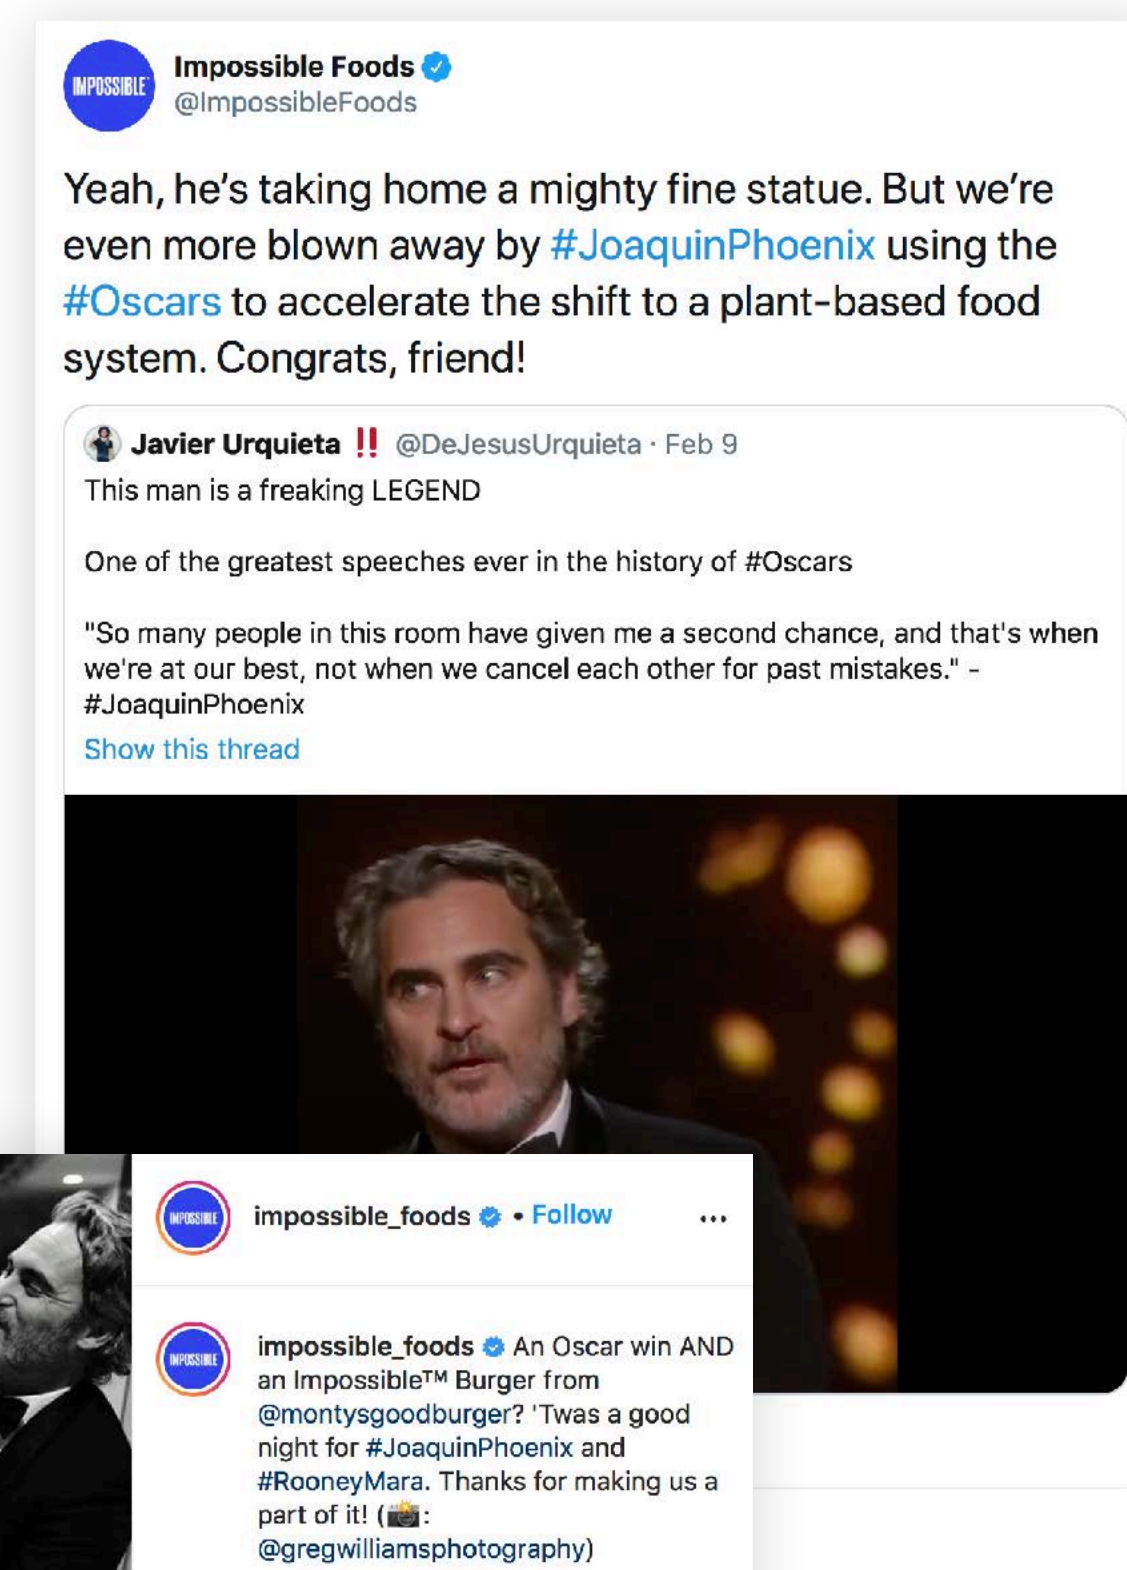 IMPOSSIBLE
Impossible Foods
@ImpossibleFoods
Yeah, he's taking home a mighty fine statue. But we're
even more blown away by #JoaquinPhoenix using the
#Oscars to accelerate the shift to a plant-based food
system. Congrats, friend!
Javier Urquieta ‼️ @DeJesusUrquieta · Feb 9
This man is a freaking LEGEND
One of the greatest speeches ever in the history of #Oscars
"So many people in this room have given me a second chance, and that's when
we're at our best, not when we cancel each other for past mistakes." -
#JoaquinPhoenix
Show this thread
IMPOSSIBLE
impossible_foods • Follow
...
IMPOSSIBLE
impossible_foods An Oscar win AND
an Impossible™ Burger from
@montysgoodburger? 'Twas a good
night for #JoaquinPhoenix and
#RooneyMara. Thanks for making us a
part of it! (📸:
@gregwilliamsphotography)